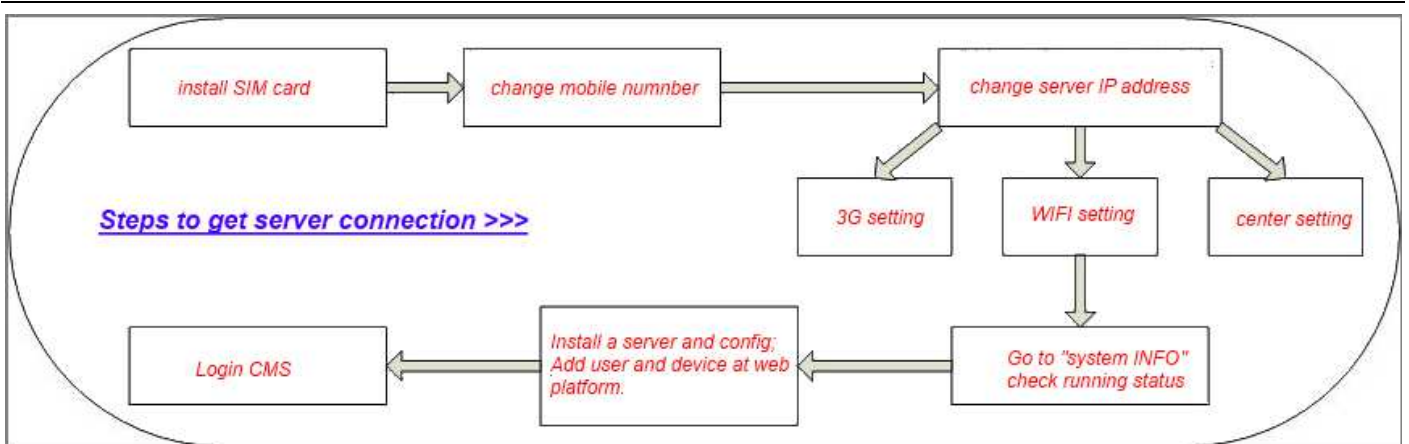 install SIM card
change mobile numnber
change server IP address
3G setting
WIFI setting
center setting
Steps to get server connection >>>
Go to "system INFO"
check running status
Install a server and config;
Add user and device at web
platform.
Login CMS